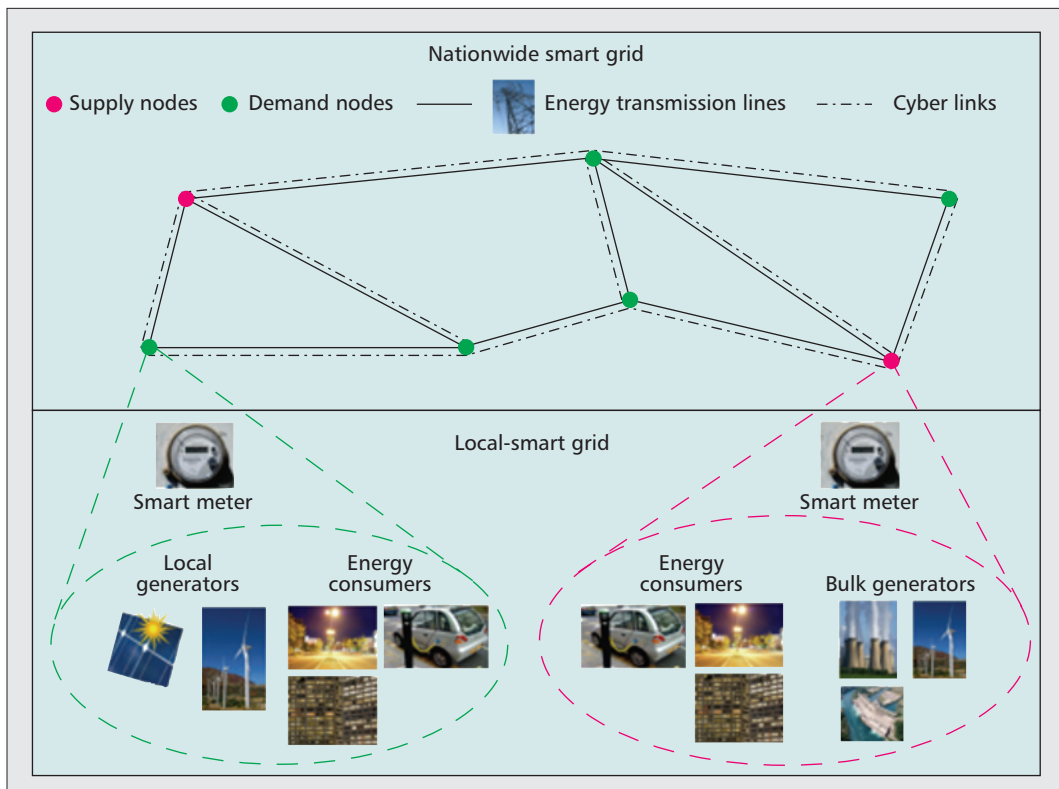 Nationwide smart grid
Supply nodes
Demand nodes
Energy transmission lines
Cyber links
Local-smart grid
Smart meter
Smart meter
Local
generators
Energy
consumers
Energy
consumers
Bulk generators